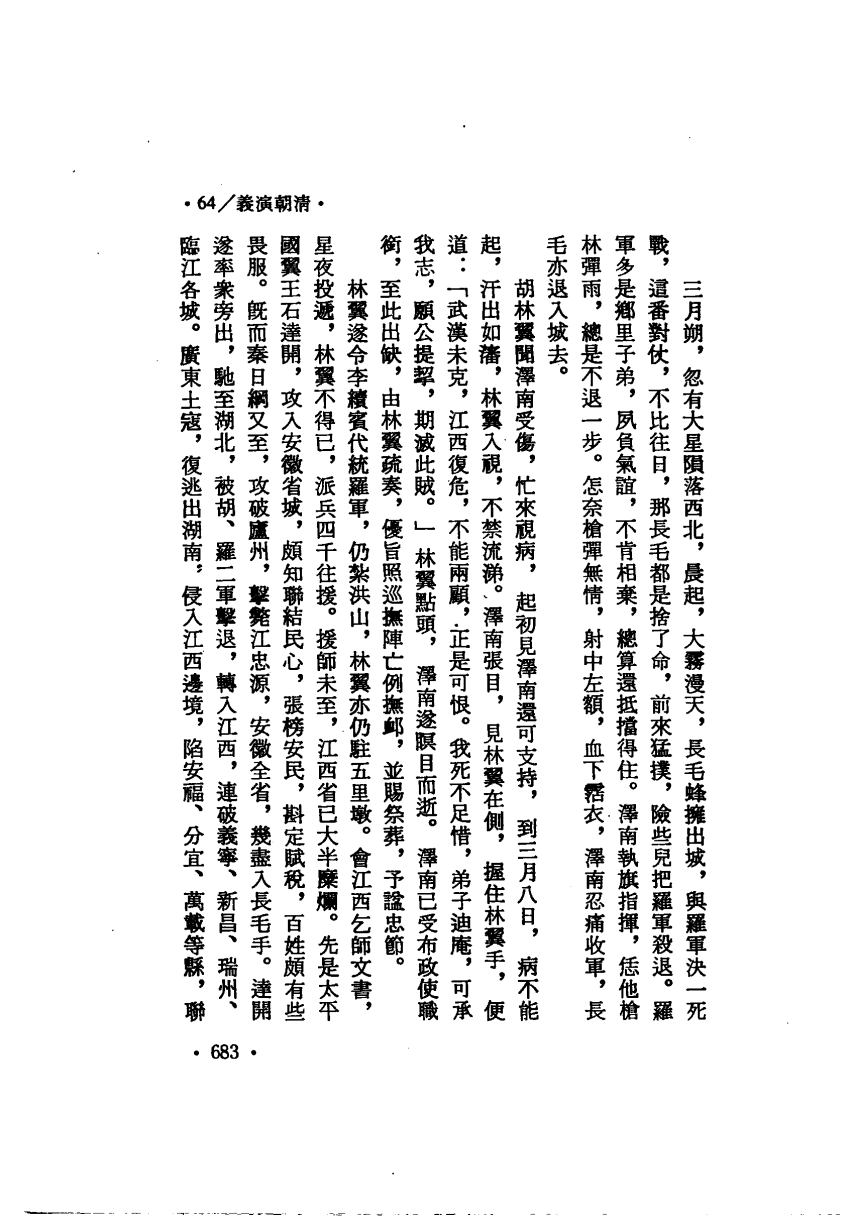 •64／義演朝清•
三月朔，忽有大星隕落西北，晨起，大霧漫天，長毛蜂擁出城，與羅軍決一死
戰，這番對仗，不比往日，那長毛都是捨了命，前來猛撲，險些兒把羅軍殺退。羅
軍多是鄉里子弟，夙負氣誼，不肯相棄，總算還抵擋得住。澤南執旗指揮，恁他槍
林彈雨，總是不退一步。怎奈槍彈無情，射中左額，血下霑衣，澤南忍痛收軍，長
毛亦退入城去。
胡林翼聞澤南受傷，忙來視病，起初見澤南還可支持，到三月八日，病不能
起，汗出如瀋，林翼入視，不禁流涕。澤南張目，見林翼在側，握住林翼手，便
道：「武漢未克，江西復危，不能兩顧，正是可恨。我死不足惜，弟子迪庵，可承
我志，願公提挈，期滅此賊。」林翼點頭，澤南遂瞑目而逝。澤南已受布政使職
銜，至此出缺，由林翼疏奏，優旨照巡撫陣亡例撫卹，並賜祭葬，予諡忠節。
林翼遂令李續賓代統羅軍，仍紮洪山，林翼亦仍駐五里墩。會江西乞師文書，
星夜投遞，林翼不得已，派兵四千往援。援師未至，江西省已大半糜爛。先是太平
國翼王石達開，攻入安徽省城，頗知聯結民心，張榜安民，斟定賦稅，百姓頗有些
畏服。既而秦日綱又至，攻破廬州，擊斃江忠源，安徽全省，幾盡入長毛手。達開
遂率衆旁出，馳至湖北，被胡、羅二軍擊退，轉入江西，連破義寧、新昌、瑞州、
臨江各城。廣東土寇，復逃出湖南，侵入江西邊境，陷安福、分宜、萬載等縣，聯
•683•